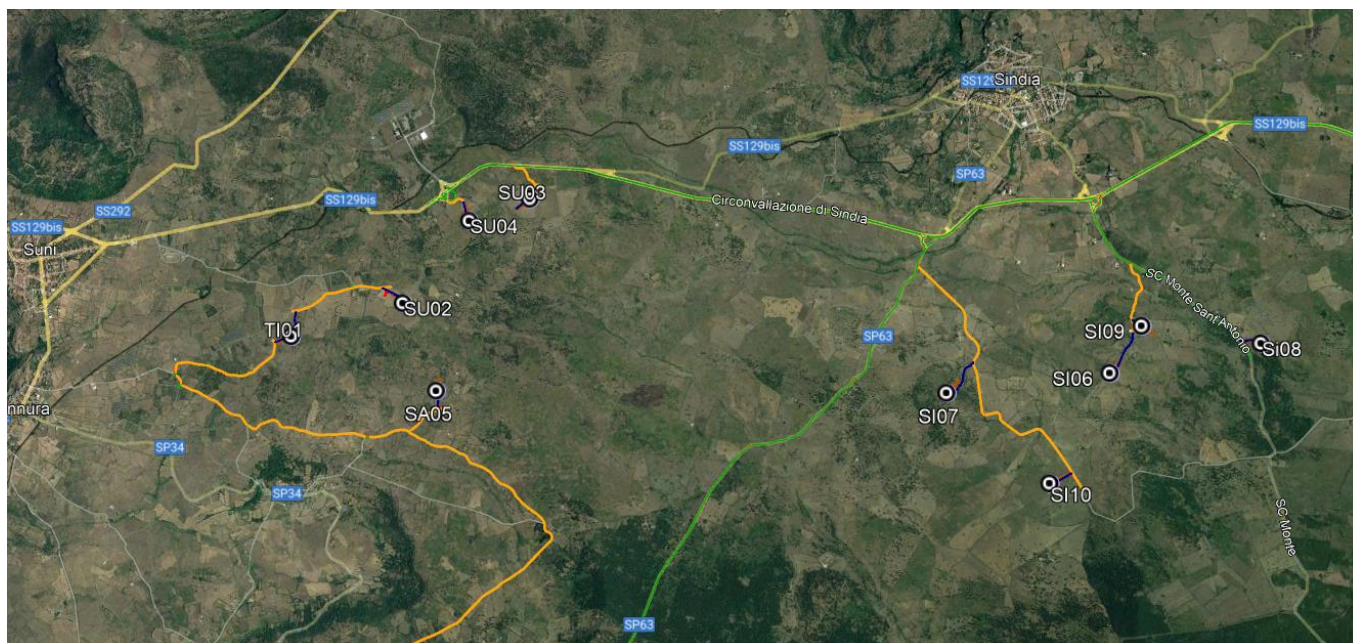 SS129bis
Sindia
SS129bis
SS129bis
SP63
SS129bis
SU03
Circonvallazione di Sindia
SS292
SU04
SS129bis
Suni
SC Monte Sant'Antonio
SU02
TI01
SP63
SI09
Si08
SI06
SA05
SI07
nnura
SP34
SP34
SI10
SC Monte
SP63